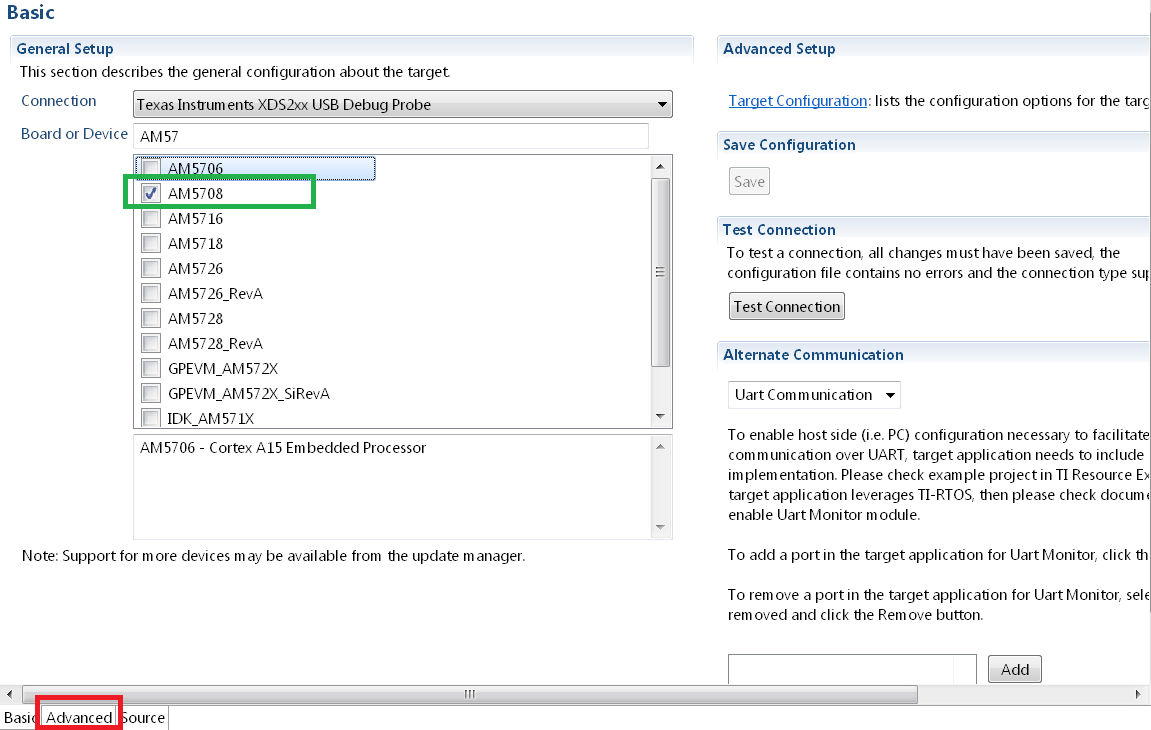 Basic
General Setup
This section describes the general configuration about the target.
Connection
Texas Instruments XDS2xx USB Debug Probe
Board or Device
AM57
AM5706
AM5708
AM5716
AM5718
AM5726
AM5726_RevA
AM5728
AM5728_RevA
GPEVM_AM572X
GPEVM_AM572X_SiRevA
IDK_AM571X
AM5706 - Cortex A15 Embedded Processor
Note: Support for more devices may be available from the update manager.
Advanced Setup
Target Configuration: lists the configuration options for the targ
Save Configuration
Save
Test Connection
To test a connection, all changes must have been saved, the
configuration file contains no errors and the connection type sup
Test Connection
Alternate Communication
Uart Communication
To enable host side (i.e. PC) configuration necessary to facilitate
communication over UART, target application needs to include
implementation. Please check example project in TI Resource Ex
target application leverages TI-RTOS, then please check docume
enable Uart Monitor module.
To add a port in the target application for Uart Monitor, click th
To remove a port in the target application for Uart Monitor, sele
removed and click the Remove button.
Add
Basic
Advanced
Source